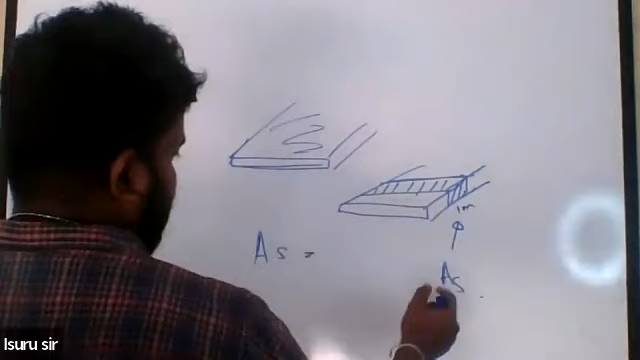 1m
As =
As
Isuru sir